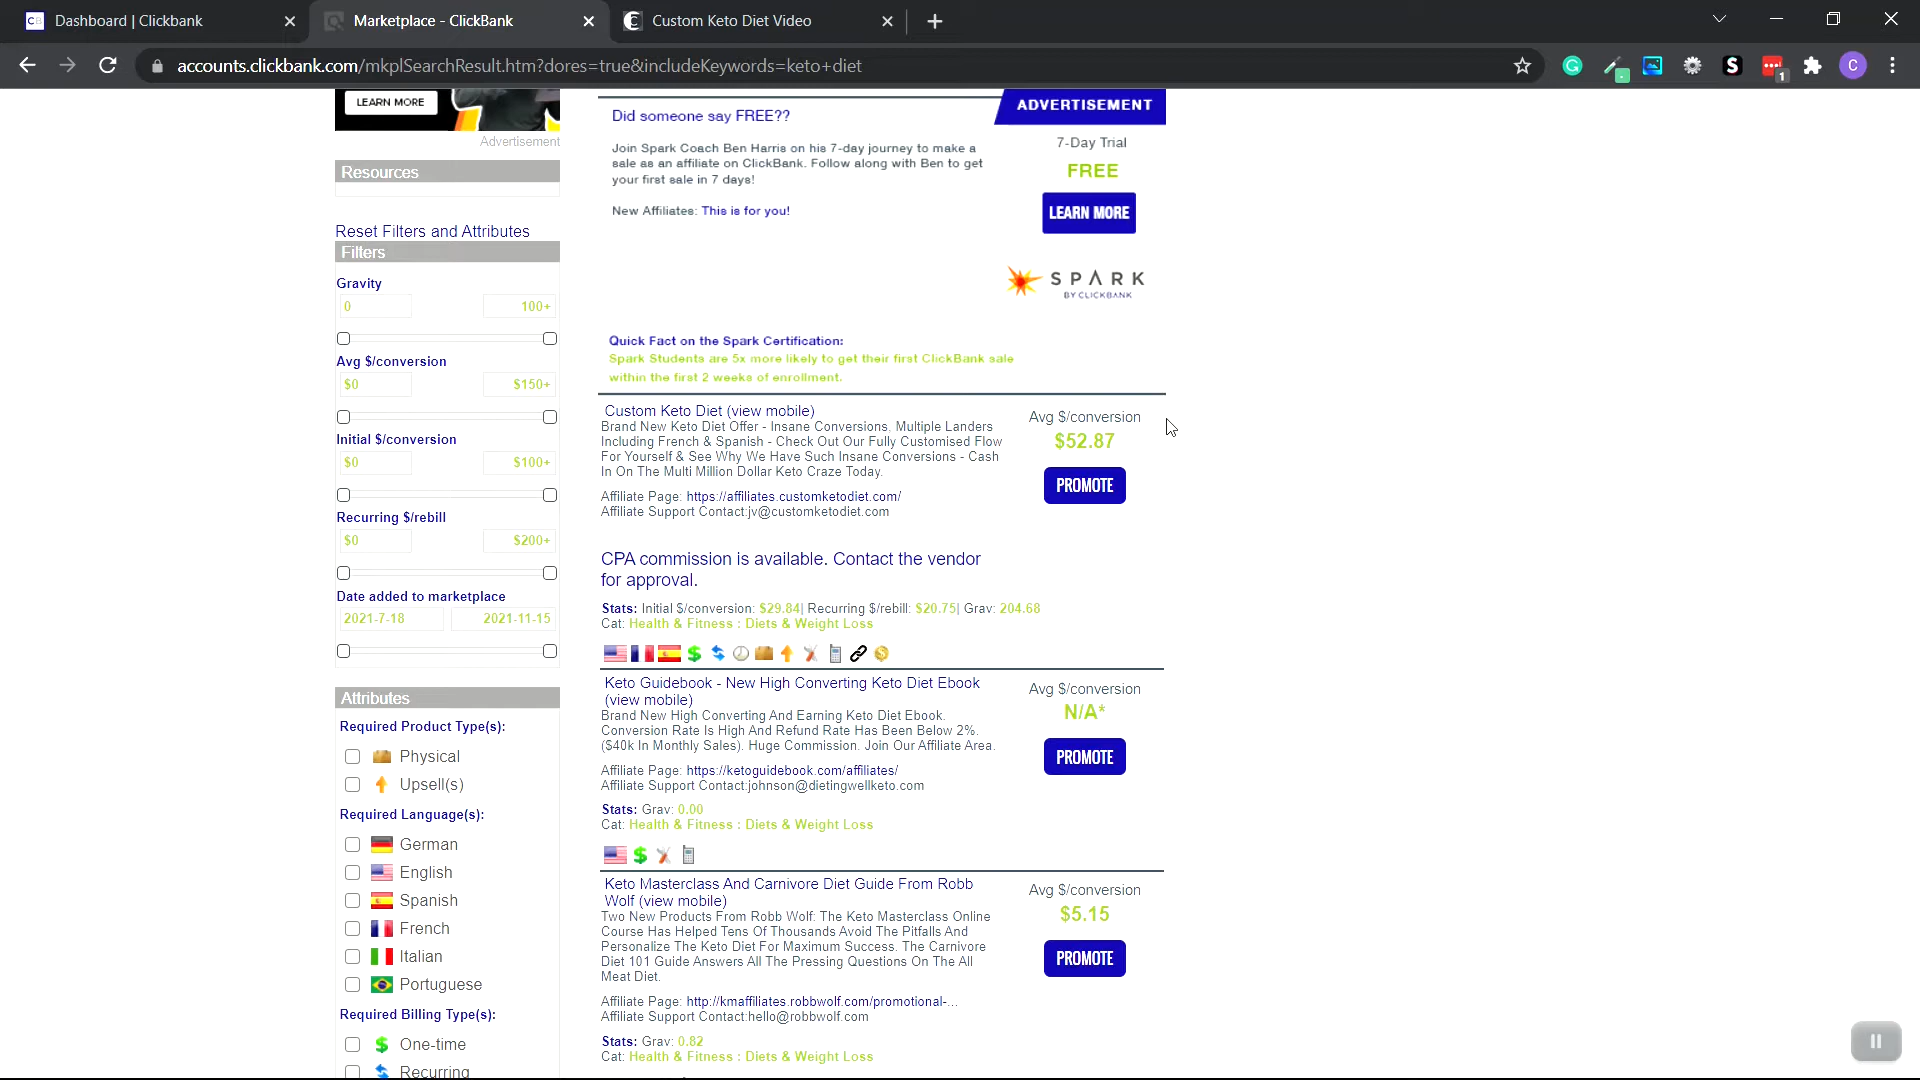 Dashboard | Clickbank
Marketplace - ClickBank
Custom Keto Diet Video
accounts.clickbank.com/mkplSearchResult.htm?dores=true&includeKeywords=keto+diet
1
C
LEARN MORE
Advertisement
Resources
Reset Filters and Attributes
Filters
Gravity
0
100+
Avg $/conversion
$0
$150+
Initial $/conversion
$0
$100+
Recurring $/rebill
$0
$200+
Date added to marketplace
2021-7-18
2021-11-15
Attributes
Required Product Type(s):
Physical
Upsell(s)
Required Language(s):
German
English
Spanish
French
Italian
Portuguese
Required Billing Type(s):
One-time
Recurring
ADVERTISEMENT
Did someone say FREE??
Join Spark Coach Ben Harris on his 7-day journey to make a
sale as an affiliate on ClickBank. Follow along with Ben to get
your first sale in 7 days!
New Affiliates: This is for you!
7-Day Trial
FREE
LEARN MORE
SPARK
BY CLICKBANK
Quick Fact on the Spark Certification:
Spark Students are 5x more likely to get their first ClickBank sale
within the first 2 weeks of enrollment.
Custom Keto Diet (view mobile)
Brand New Keto Diet Offer - Insane Conversions, Multiple Landers
Including French & Spanish - Check Out Our Fully Customised Flow
For Yourself & See Why We Have Such Insane Conversions - Cash
In On The Multi Million Dollar Keto Craze Today.
Affiliate Page: https://affiliates.customketodiet.com/
Affiliate Support Contact:jv@customketodiet.com
Avg $/conversion
$52.87
PROMOTE
CPA commission is available. Contact the vendor
for approval.
Stats: Initial $/conversion: $29.84| Recurring $/rebill: $20.75| Grav: 204.68
Cat: Health & Fitness : Diets & Weight Loss
Keto Guidebook - New High Converting Keto Diet Ebook
(view mobile)
Brand New High Converting And Earning Keto Diet Ebook.
Conversion Rate Is High And Refund Rate Has Been Below 2%.
($40k In Monthly Sales). Huge Commission. Join Our Affiliate Area.
Affiliate Page: https://ketoguidebook.com/affiliates/
Affiliate Support Contact:johnson@dietingwellketo.com
Avg $/conversion
N/A*
PROMOTE
Stats: Grav: 0.00
Cat: Health & Fitness : Diets & Weight Loss
Keto Masterclass And Carnivore Diet Guide From Robb
Wolf (view mobile)
Two New Products From Robb Wolf: The Keto Masterclass Online
Course Has Helped Tens Of Thousands Avoid The Pitfalls And
Personalize The Keto Diet For Maximum Success. The Carnivore
Diet 101 Guide Answers All The Pressing Questions On The All
Meat Diet.
Affiliate Page: http://kmaffiliates.robbwolf.com/promotional-...
Affiliate Support Contact:hello@robbwolf.com
Avg $/conversion
$5.15
PROMOTE
Stats: Grav: 0.82
Cat: Health & Fitness : Diets & Weight Loss